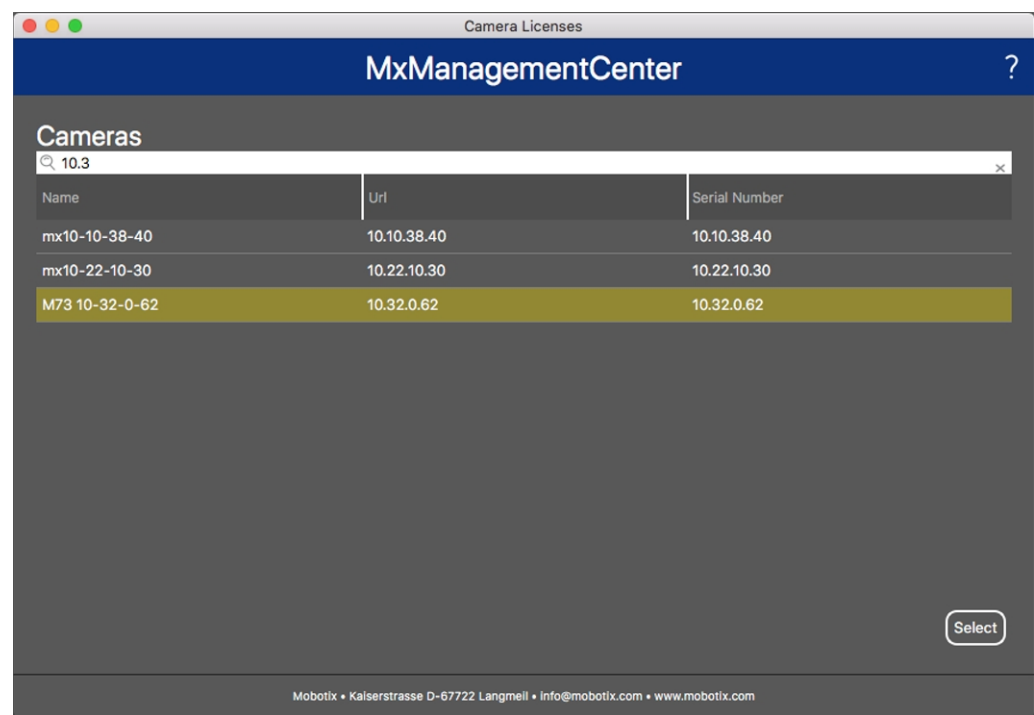 Camera Licenses
MxManagementCenter ?
Cameras
10.3
Name Url Serial Number
mx10-10-38-40 10.10.38.40 10.10.38.40
mx10-22-10-30 10.22.10.30 10.22.10.30
M73 10-32-0-62 10.32.0.62 10.32.0.62
Select
Mobotix • Kaiserstrasse D-67722 Langmeil • info@mobotix.com • www.mobotix.com